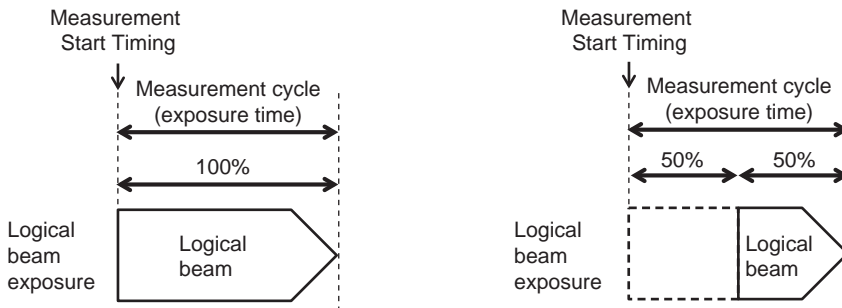 Measurement
Start Timing
Measurement cycle
(exposure time)
100%
Logical
beam
exposure
Logical
beam
Measurement
Start Timing
Measurement cycle
(exposure time)
50%
50%
Logical
beam
exposure
Logical
beam